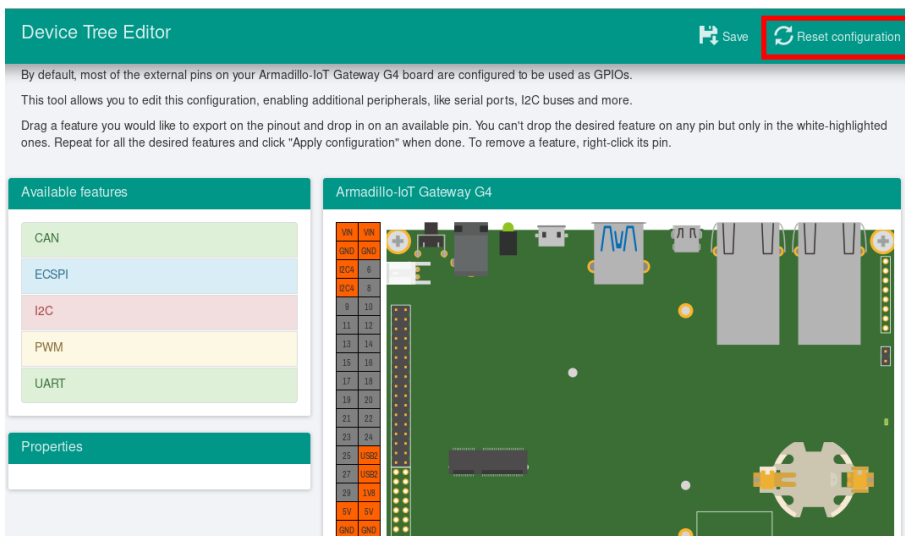 Device Tree Editor
Save
Reset configuration
By default, most of the external pins on your Armadillo-IoT Gateway G4 board are configured to be used as GPIOs.
This tool allows you to edit this configuration, enabling additional peripherals, like serial ports, I2C buses and more.
Drag a feature you would like to export on the pinout and drop in on an available pin. You can't drop the desired feature on any pin but only in the white-highlighted
ones. Repeat for all the desired features and click "Apply configuration" when done. To remove a feature, right-click its pin.
Available features
CAN
ECSPI
I2C
PWM
UART
Properties
Armadillo-IoT Gateway G4
VIN VIN
GND GND
I2C4 6
I2C4 8
9 10
11 12
13 14
15 16
17 18
19 20
21 22
23 24
25 USB2
27 USB2
29 1V8
5V 5V
GND GND